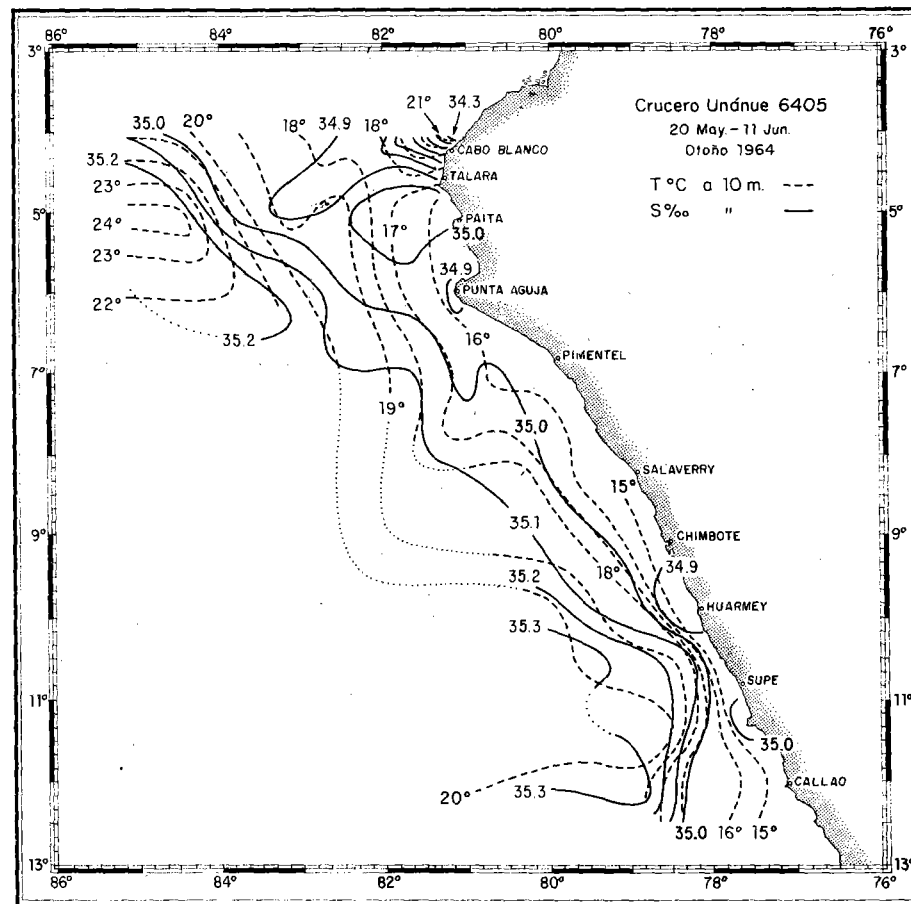 86° 84° 82° 80° 78° 76°
3°
Crucero Unánue 6405
20 May. - 11 Jun.
Otoño 1964
T °C a 10 m. ----
S‰ " —
21° 34.3
35.0 20° 18° 34.9 18°
CABO BLANCO
35.2
TALARA
23°
5° 5°
PAITA
24° 17° 35.0
23°
34.9
PUNTA AGUJA
22°
35.2 16°
PIMENTEL
7° 7°
19°
35.0
SALAVERRY
15°
35.1
9° CHIMBOTE 9°
34.9
35.2 18°
HUARMEY
35.3
SUPE
11° 11°
35.0
CALLAO
20° 35.3
35.0 16° 15°
13° 13°
86° 84° 82° 80° 78° 76°